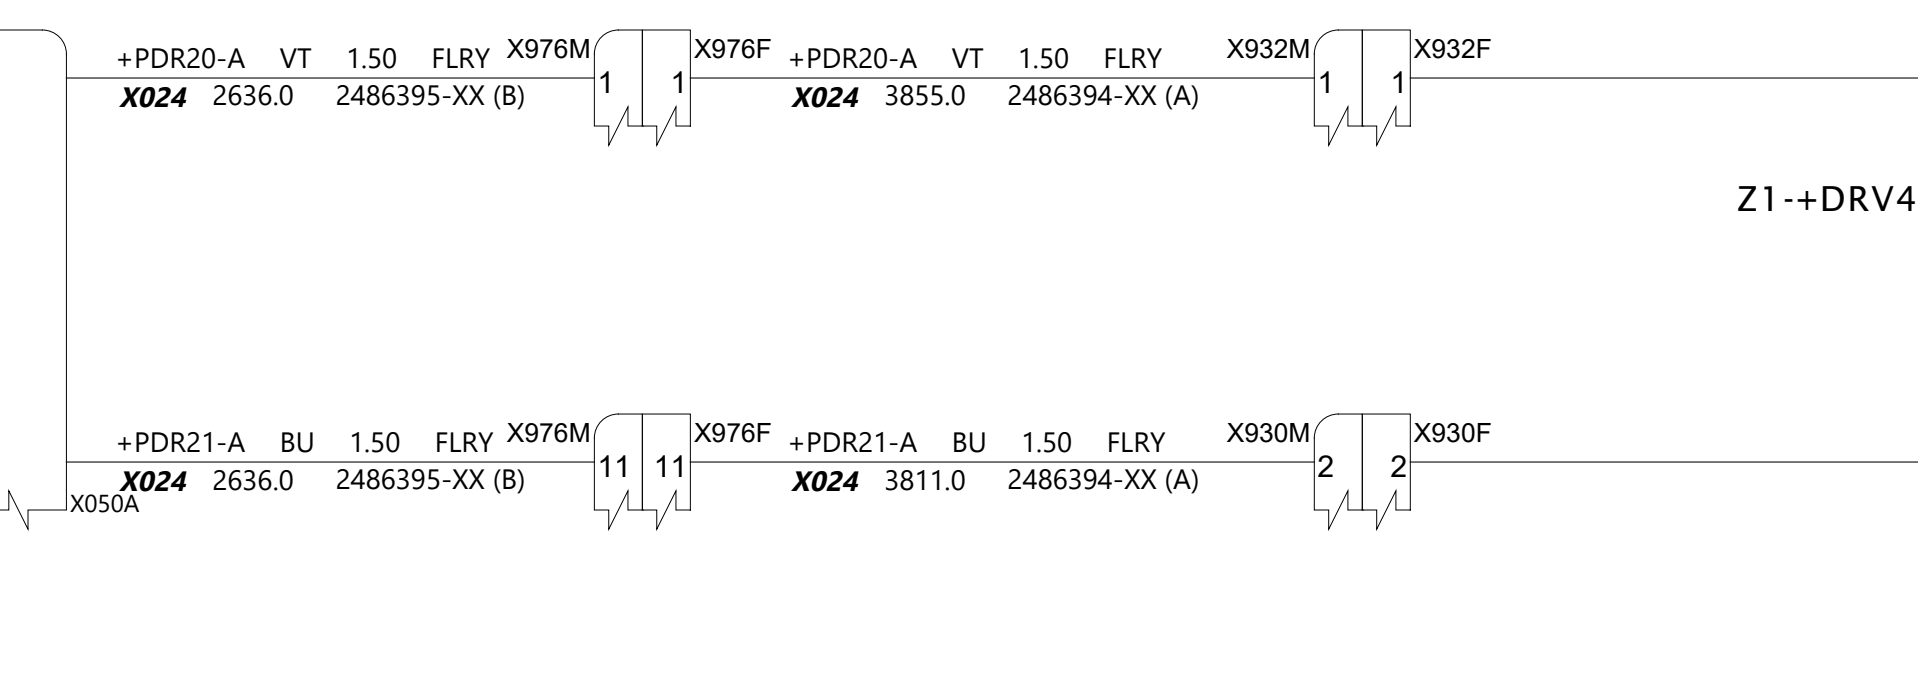 +PDR20-A VT 1.50 FLRY X976M X976F +PDR20-A VT 1.50 FLRY X932M X932F
1 1 1 1
X024 2636.0 2486395-XX (B) X024 3855.0 2486394-XX (A)
Z1-+DRV4
+PDR21-A BU 1.50 FLRY X976M X976F +PDR21-A BU 1.50 FLRY X930M X930F
11 11 2 2
X024 2636.0 2486395-XX (B) X024 3811.0 2486394-XX (A)
X050A